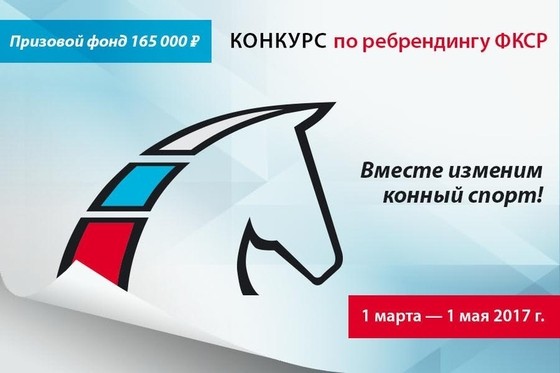 Призовой фонд 165 000 ₽
КОНКУРС по ребрендингу ФКСР
Вместе изменим
конный спорт!
1 марта — 1 мая 2017 г.